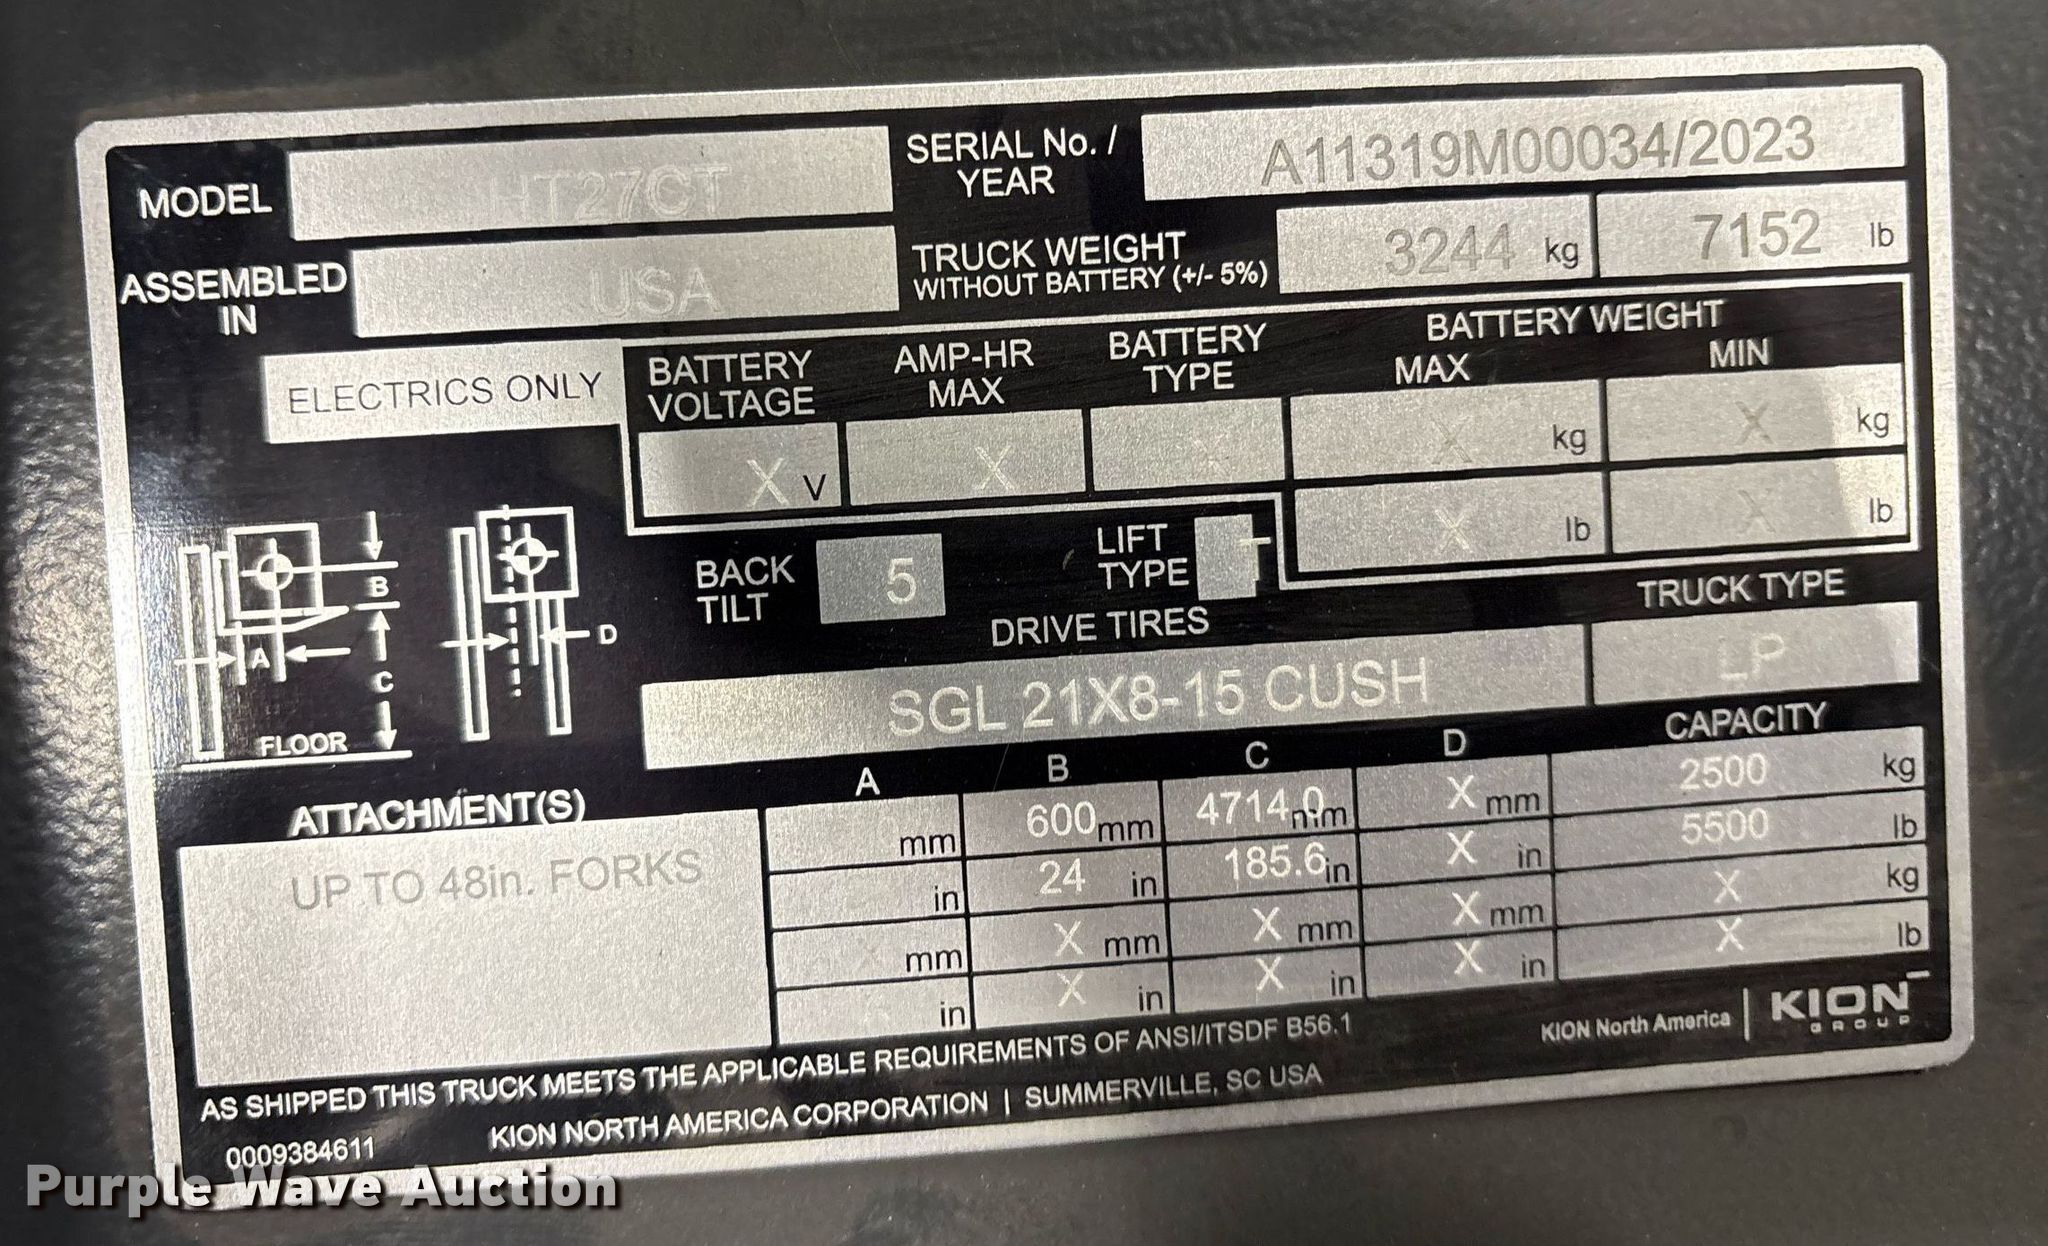 MODEL HT27CT
SERIAL No. / YEAR A11319M00034/2023
ASSEMBLED IN USA
TRUCK WEIGHT WITHOUT BATTERY (+/- 5%) 3244 kg 7152 lb
ELECTRICS ONLY
BATTERY VOLTAGE
AMP-HR MAX
BATTERY TYPE
BATTERY WEIGHT
MAX MIN
X V X X X kg X kg
X lb X lb
BACK TILT 5
LIFT TYPE
DRIVE TIRES
TRUCK TYPE
SGL 21X8-15 CUSH
LP
A B C D
FLOOR
ATTACHMENT(S)
A B C D CAPACITY
UP TO 48in. FORKS
mm 600 mm 4714.0 mm X mm 2500 kg
in 24 in 185.6 in X in 5500 lb
X mm X mm X mm X mm X kg
in X in X in X in X lb
AS SHIPPED THIS TRUCK MEETS THE APPLICABLE REQUIREMENTS OF ANSI/ITSDF B56.1
KION North America | KION GROUP
0009384611
KION NORTH AMERICA CORPORATION | SUMMERVILLE, SC USA
Purple Wave Auction